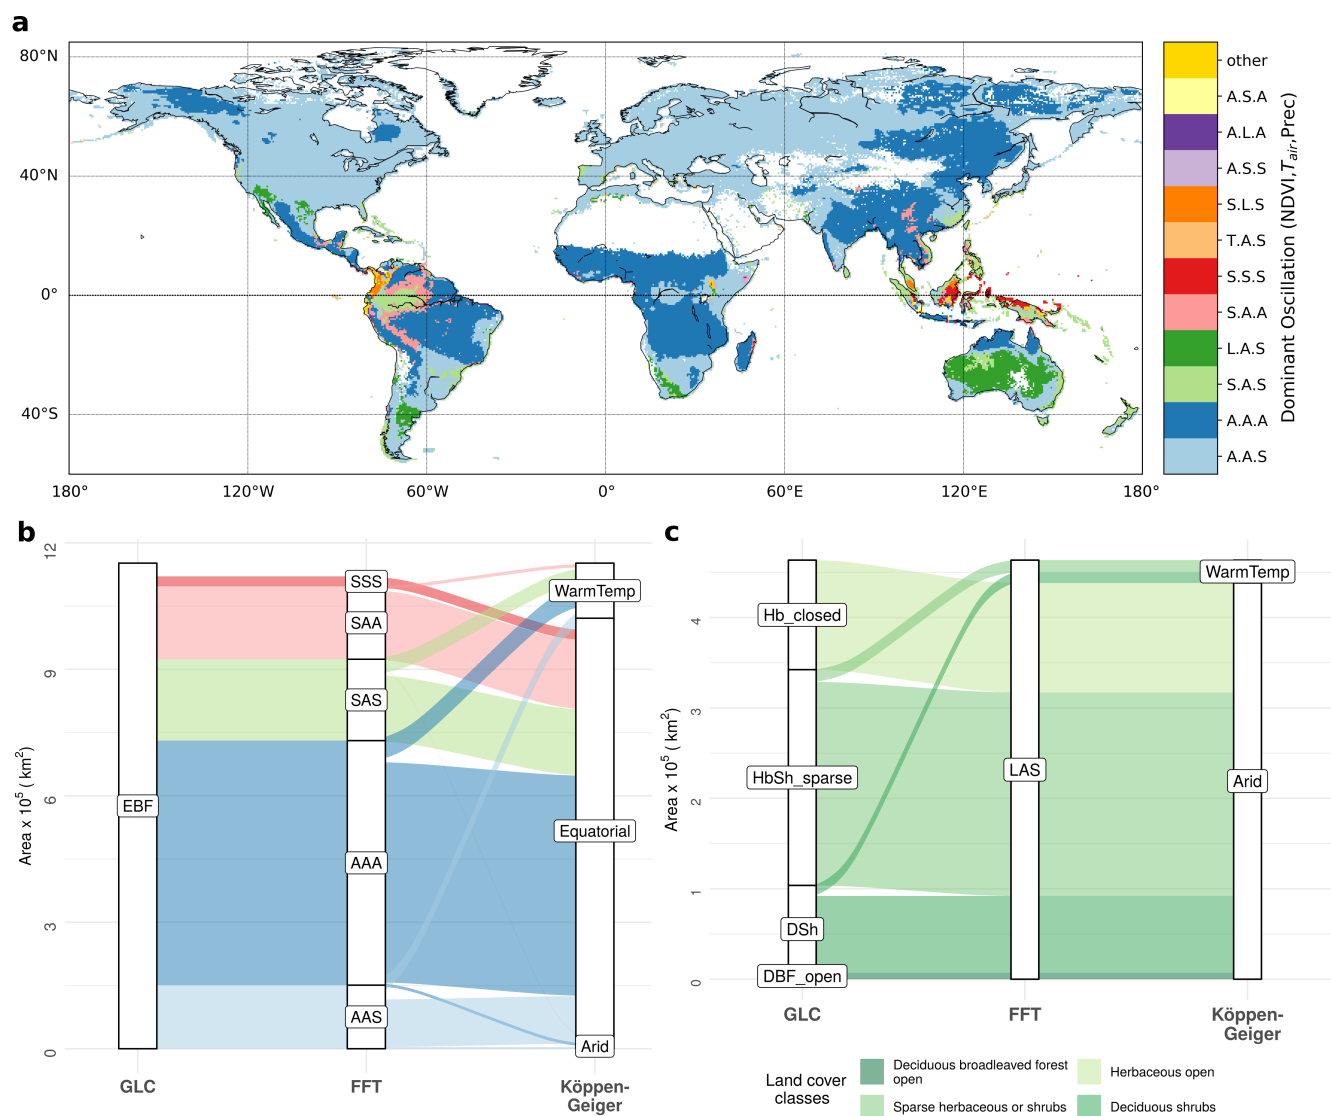 a
80°N
40°N
0°
40°S
180°
120°W
60°W
0°
60°E
120°E
180°
other
A.S.A
A.L.A
A.S.S
S.L.S
T.A.S
S.S.S
S.A.A
L.A.S
S.A.S
A.A.A
A.A.S
Dominant Oscillation (NDVI,Tair,Prec)
b
Area x 10⁵ ( km²)
12
9
6
3
0
EBF
SSS
SAA
SAS
AAA
AAS
WarmTemp
Equatorial
Arid
GLC
FFT
Köppen-
Geiger
c
Area x 10⁵ ( km²)
4
3
2
1
0
Hb_closed
HbSh_sparse
DSh
DBF_open
LAS
WarmTemp
Arid
GLC
FFT
Köppen-
Geiger
Land cover
classes
Deciduous broadleaved forest
open
Sparse herbaceous or shrubs
Herbaceous open
Deciduous shrubs